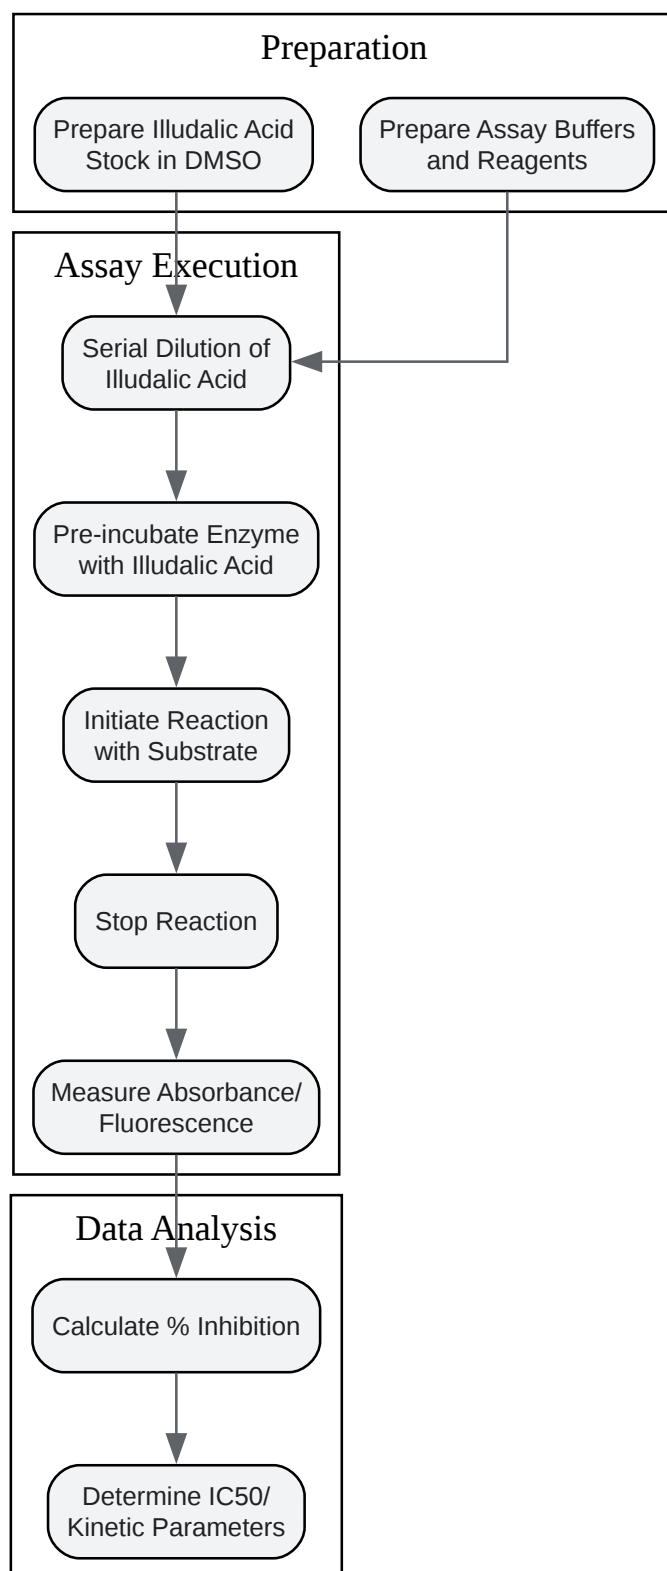 Preparation
Prepare Illudalic Acid
Stock in DMSO
Prepare Assay Buffers
and Reagents
Assay Execution
Serial Dilution of
Illudalic Acid
Pre-incubate Enzyme
with Illudalic Acid
Initiate Reaction
with Substrate
Stop Reaction
Measure Absorbance/
Fluorescence
Data Analysis
Calculate % Inhibition
Determine IC50/
Kinetic Parameters